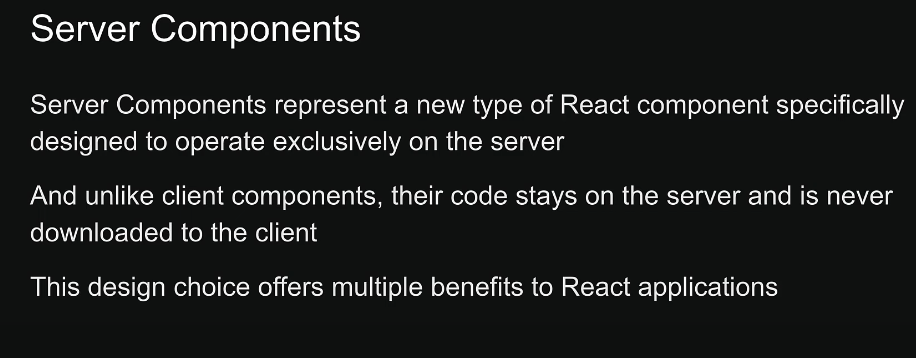 Server Components
Server Components represent a new type of React component specifically
designed to operate exclusively on the server
And unlike client components, their code stays on the server and is never
downloaded to the client
This design choice offers multiple benefits to React applications